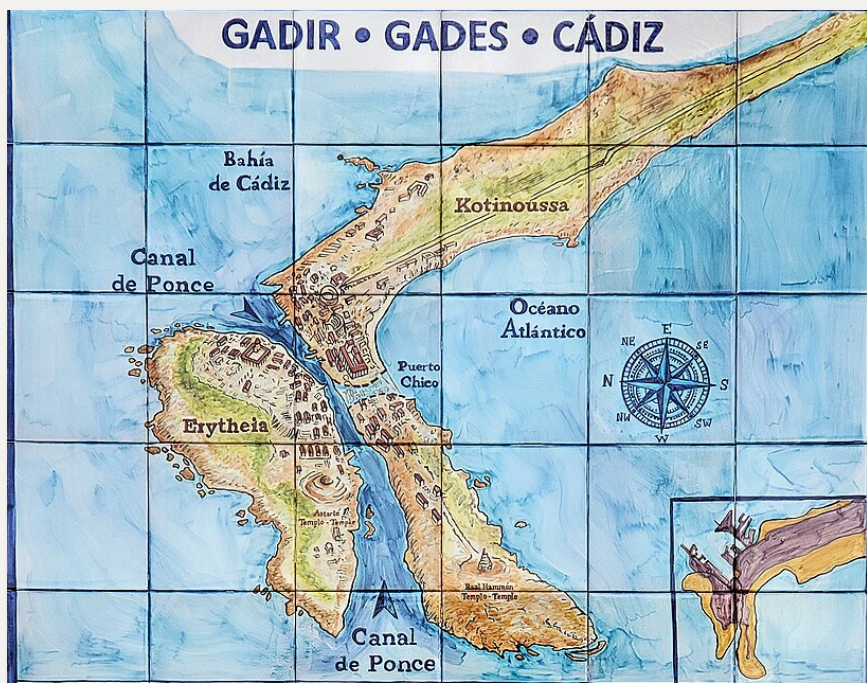 GADIR • GADES • CÁDIZ
Bahía
de Cádiz
Kotinoussa
Canal
de Ponce
Océano
Atlántico
Puerto
Chico
E
NE
SE
N
S
NW
SW
W
Erytheia
Astarté
Templo - Temple
Baal Hammón
Templo - Temple
Canal
de Ponce